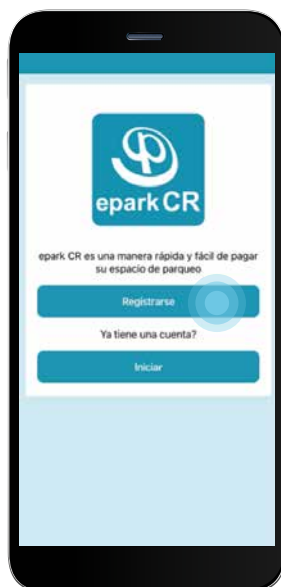 epark CR
epark CR es una manera rápida y fácil de pagar
su espacio de parqueo
Registrarse
Ya tiene una cuenta?
Iniciar